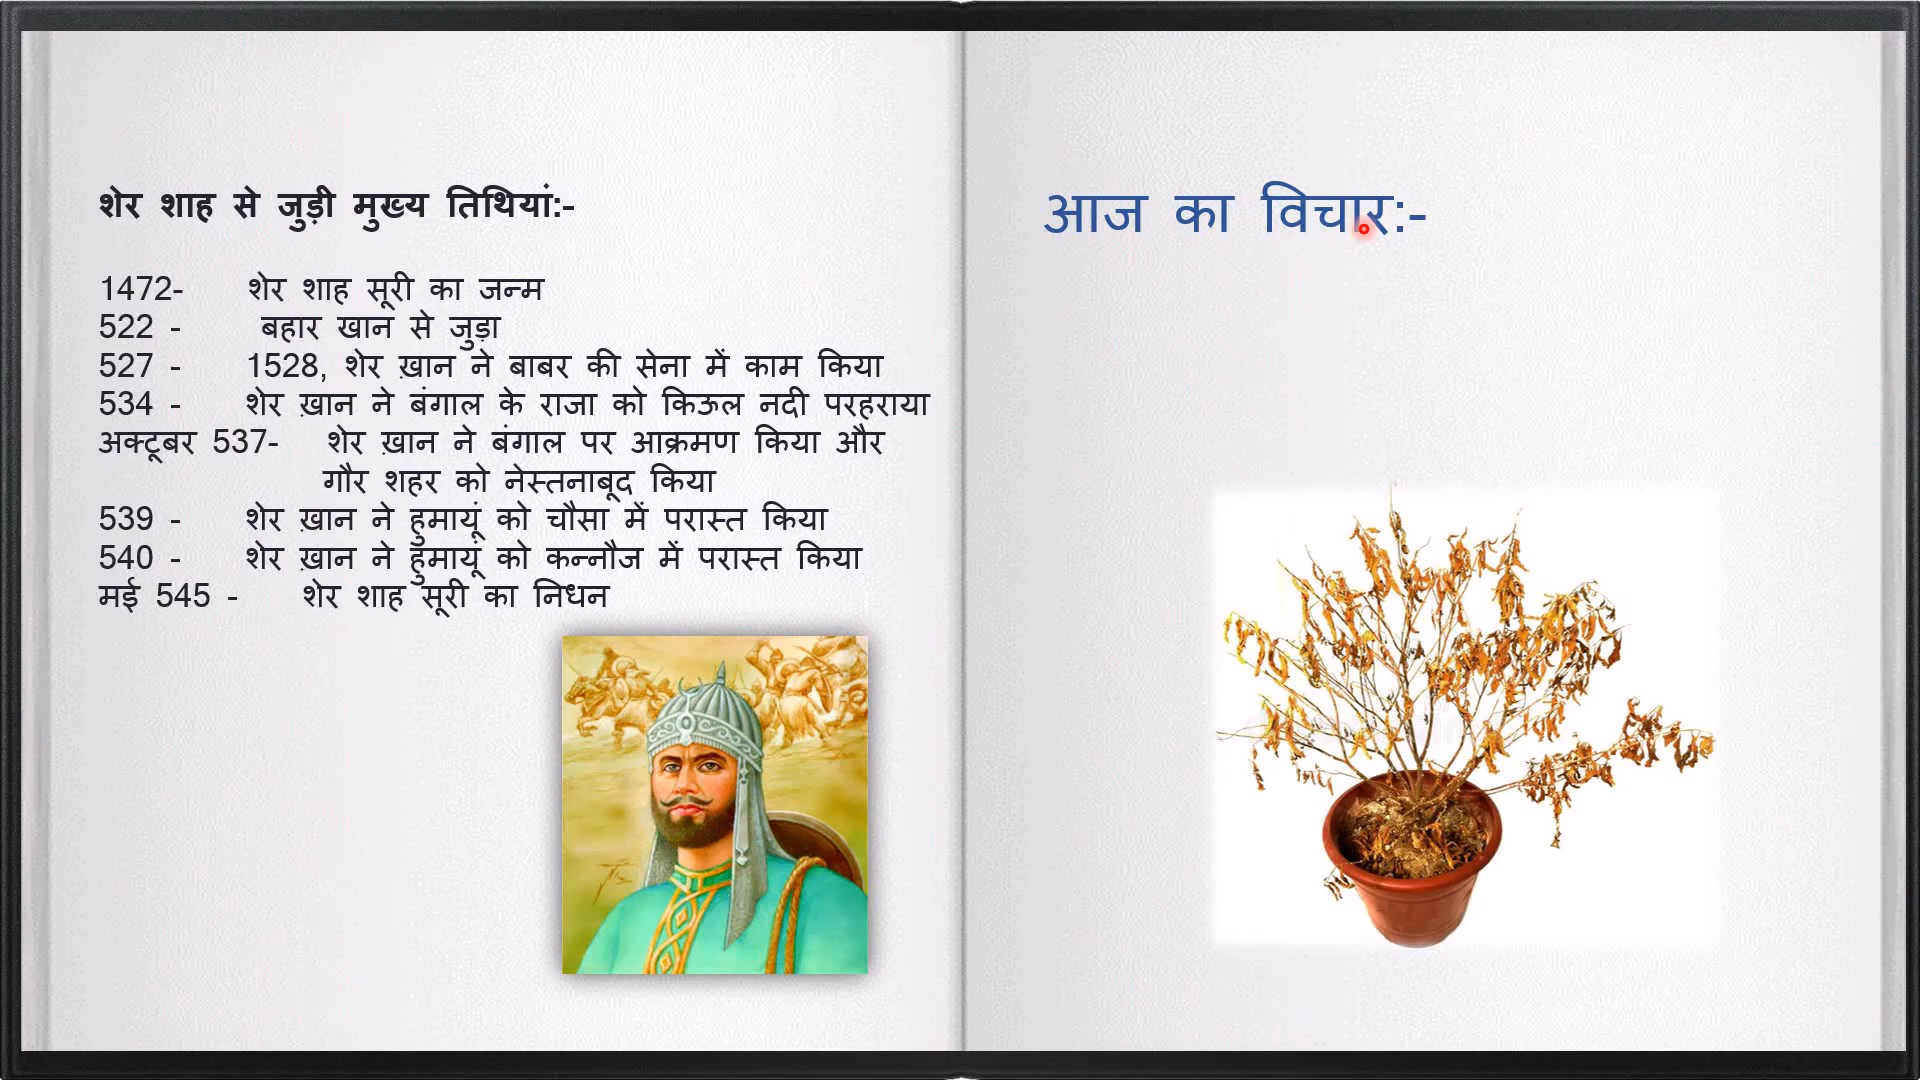 शेर शाह से जुड़ी मुख्य तिथियां:-
1472- शेर शाह सूरी का जन्म
522 - बहार खान से जुड़ा
527 - 1528, शेर ख़ान ने बाबर की सेना में काम किया
534 - शेर ख़ान ने बंगाल के राजा को किऊल नदी परहराया
अक्टूबर 537- शेर ख़ान ने बंगाल पर आक्रमण किया और
गौर शहर को नेस्तनाबूद किया
539 - शेर ख़ान ने हुमायूं को चौसा में परास्त किया
540 - शेर ख़ान ने हुमायूं को कन्नौज में परास्त किया
मई 545 - शेर शाह सूरी का निधन
आज का विचार:-